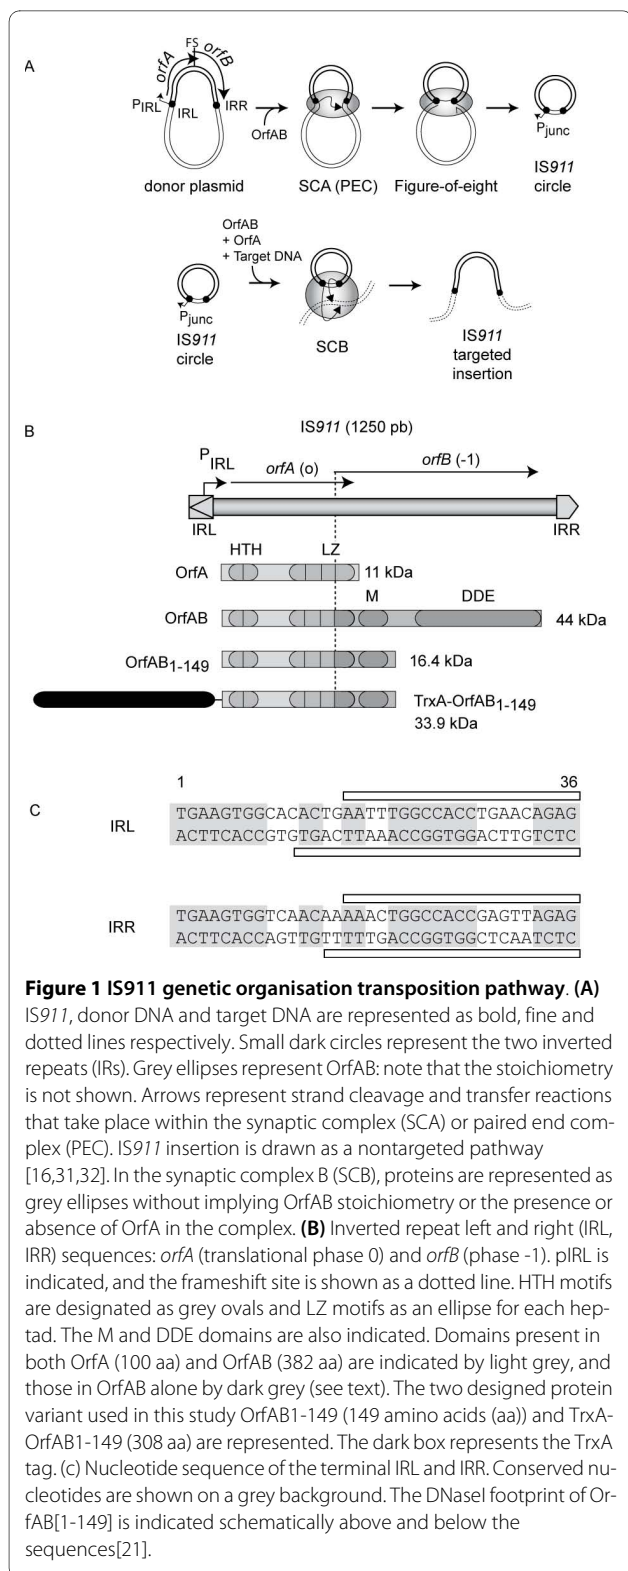 A
orfA
FS
orfB
PIRL
IRL
IRR
OrfAB
Pjunc
donor plasmid
SCA (PEC)
Figure-of-eight
IS911
circle
OrfAB
+ OrfA
+ Target DNA
Pjunc
IS911
circle
SCB
IS911
targeted
insertion
B
IS911 (1250 pb)
PIRL
orfA (o)
orfB (-1)
IRL
IRR
HTH
LZ
OrfA
11 kDa
M
DDE
OrfAB
44 kDa
OrfAB1-149
16.4 kDa
TrxA-OrfAB1-149
33.9 kDa
C
1
36
IRL
TGAAGTGGCACACTGAATTTGGCCACCTGAACAGAG
ACTTCACCGTGTGACTTAAACCGGTGGACTTGTCTC
IRR
TGAAGTGGTCAACAAAAACTGGCCACCGAGTTAGAG
ACTTCACCAGTTGTTTTTGACCGGTGGCTCAATCTC
Figure 1 IS911 genetic organisation transposition pathway. (A)
IS911, donor DNA and target DNA are represented as bold, fine and
dotted lines respectively. Small dark circles represent the two inverted
repeats (IRs). Grey ellipses represent OrfAB: note that the stoichiometry
is not shown. Arrows represent strand cleavage and transfer reactions
that take place within the synaptic complex (SCA) or paired end com-
plex (PEC). IS911 insertion is drawn as a nontargeted pathway
[16,31,32]. In the synaptic complex B (SCB), proteins are represented as
grey ellipses without implying OrfAB stoichiometry or the presence or
absence of OrfA in the complex. (B) Inverted repeat left and right (IRL,
IRR) sequences: orfA (translational phase 0) and orfB (phase -1). pIRL is
indicated, and the frameshift site is shown as a dotted line. HTH motifs
are designated as grey ovals and LZ motifs as an ellipse for each hep-
tad. The M and DDE domains are also indicated. Domains present in
both OrfA (100 aa) and OrfAB (382 aa) are indicated by light grey, and
those in OrfAB alone by dark grey (see text). The two designed protein
variant used in this study OrfAB1-149 (149 amino acids (aa)) and TrxA-
OrfAB1-149 (308 aa) are represented. The dark box represents the TrxA
tag. (c) Nucleotide sequence of the terminal IRL and IRR. Conserved nu-
cleotides are shown on a grey background. The DNaseI footprint of Or-
fAB[1-149] is indicated schematically above and below the
sequences[21].